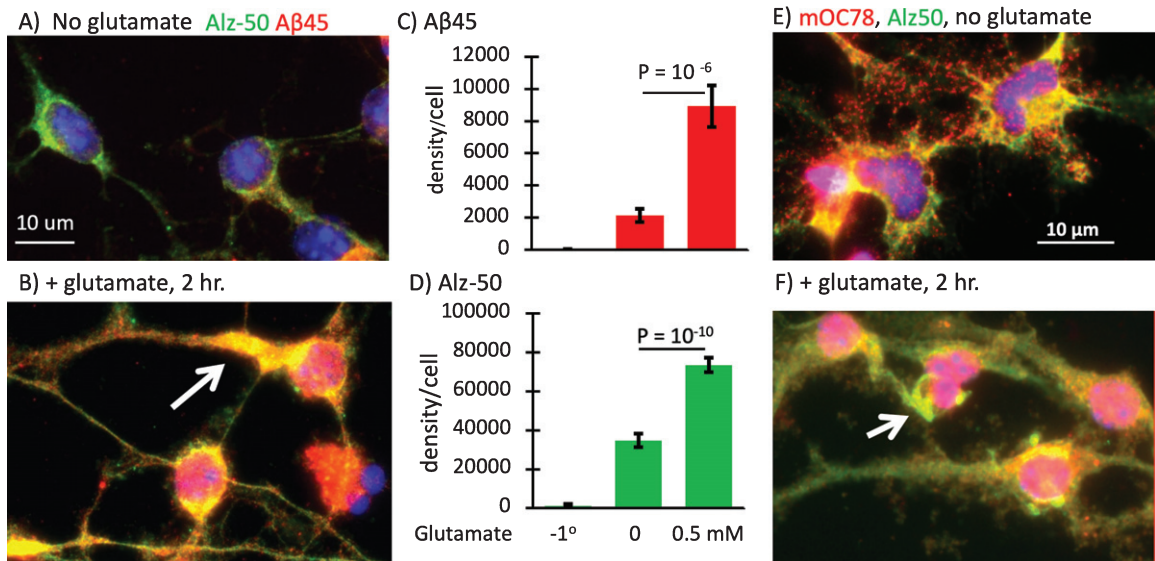 A) No glutamate Alz-50 Aβ45
10 um
B) + glutamate, 2 hr.
C) Aβ45
density/cell
12000
10000
8000
6000
4000
2000
0
P = 10 -6
D) Alz-50
density/cell
100000
80000
60000
40000
20000
0
P = 10-10
Glutamate -1° 0 0.5 mM
E) mOC78, Alz50, no glutamate
10 µm
F) + glutamate, 2 hr.